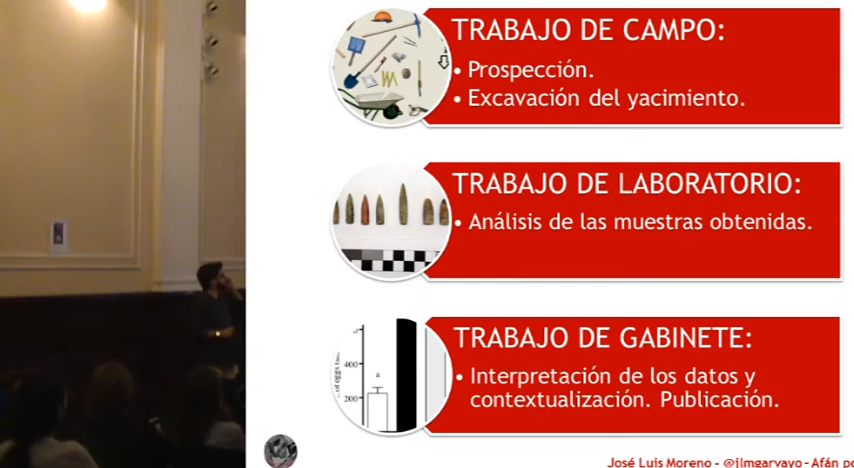 TRABAJO DE CAMPO:
• Prospección.
• Excavación del yacimiento.
TRABAJO DE LABORATORIO:
• Análisis de las muestras obtenidas.
TRABAJO DE GABINETE:
400
a
200
• Interpretación de los datos y
contextualización. Publicación.
José Luis Moreno - @jlmgarvayo - Afán